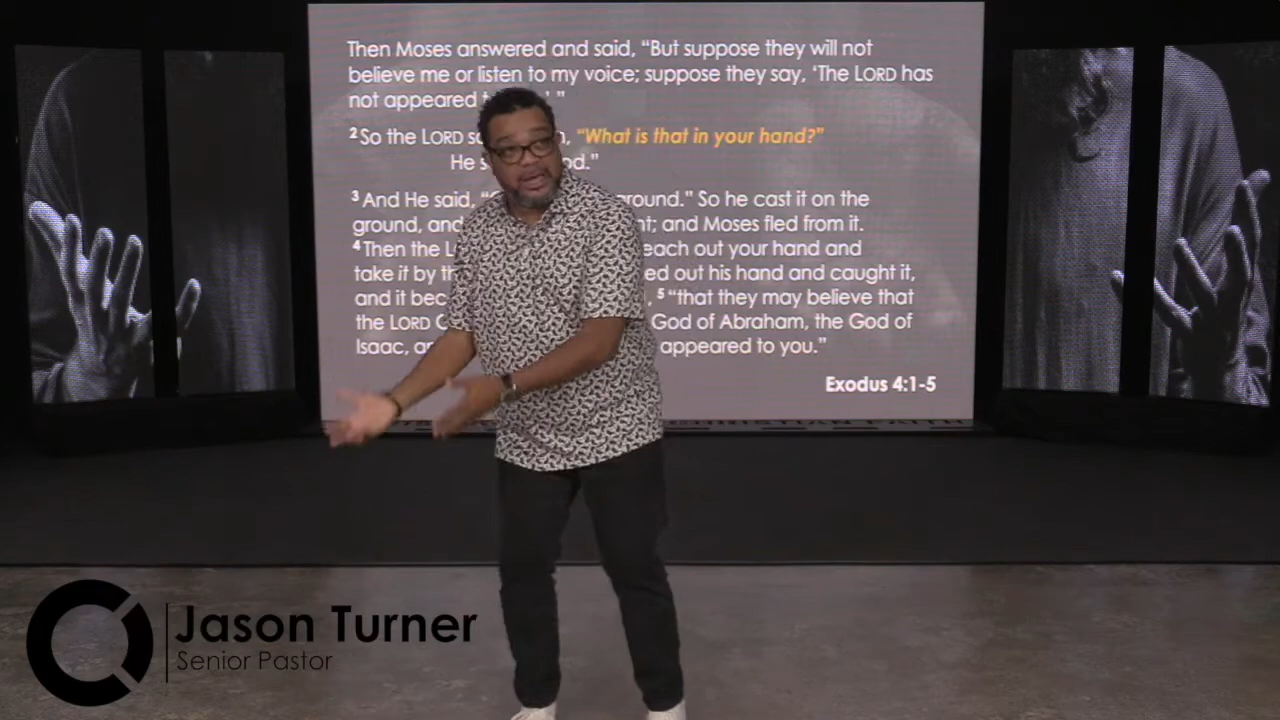 Then Moses answered and said, “But suppose they will not
believe me or listen to my voice; suppose they say, ‘The LORD has
not appeared
2 So the LORD “What is that in your hand?”
He
3 And He said, “ ground.” So he cast it on the
ground, and ; and Moses fled from it.
4 Then the each out your hand and
take it by ed out his hand and caught it,
and it bec , 5 “that they may believe that
the LORD God of Abraham, the God of
Isaac, appeared to you.”
Exodus 4:1-5
CHRISTIAN FAITH
Jason Turner
Senior Pastor